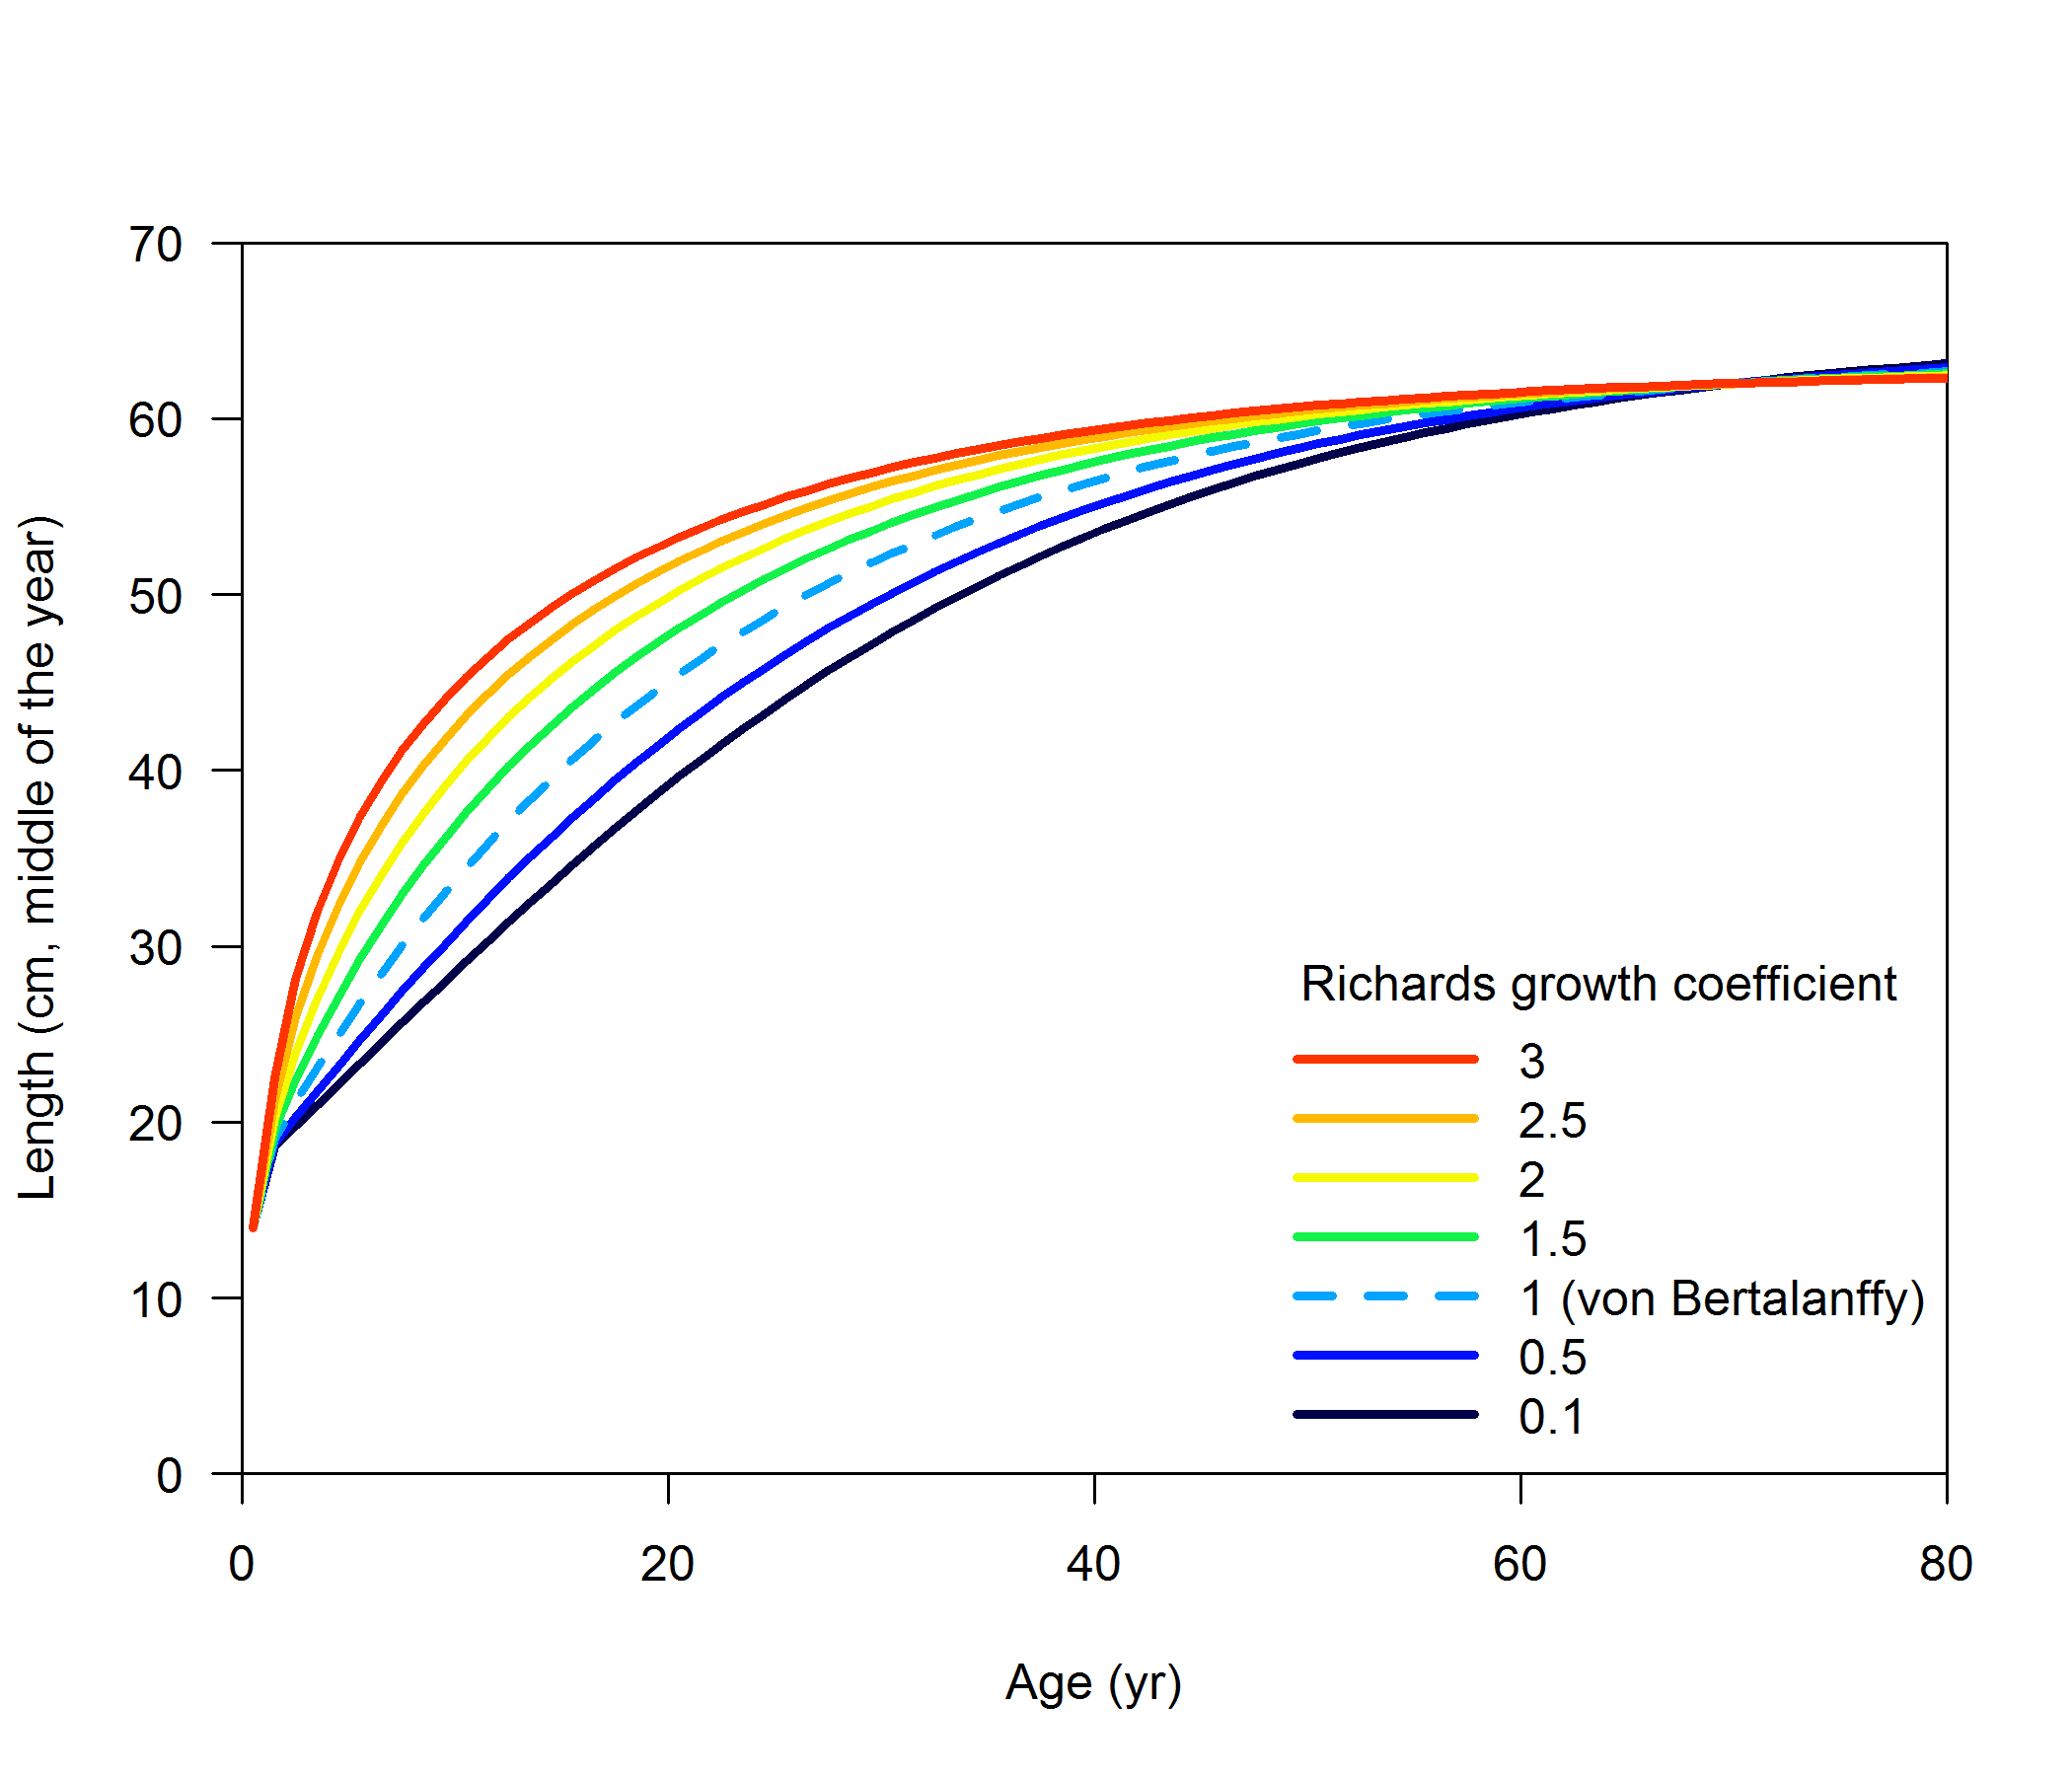 70
60
50
40
30
20
10
0
Length (cm, middle of the year)
Richards growth coefficient
3
2.5
2
1.5
1 (von Bertalanffy)
0.5
0.1
0 20 40 60 80
Age (yr)